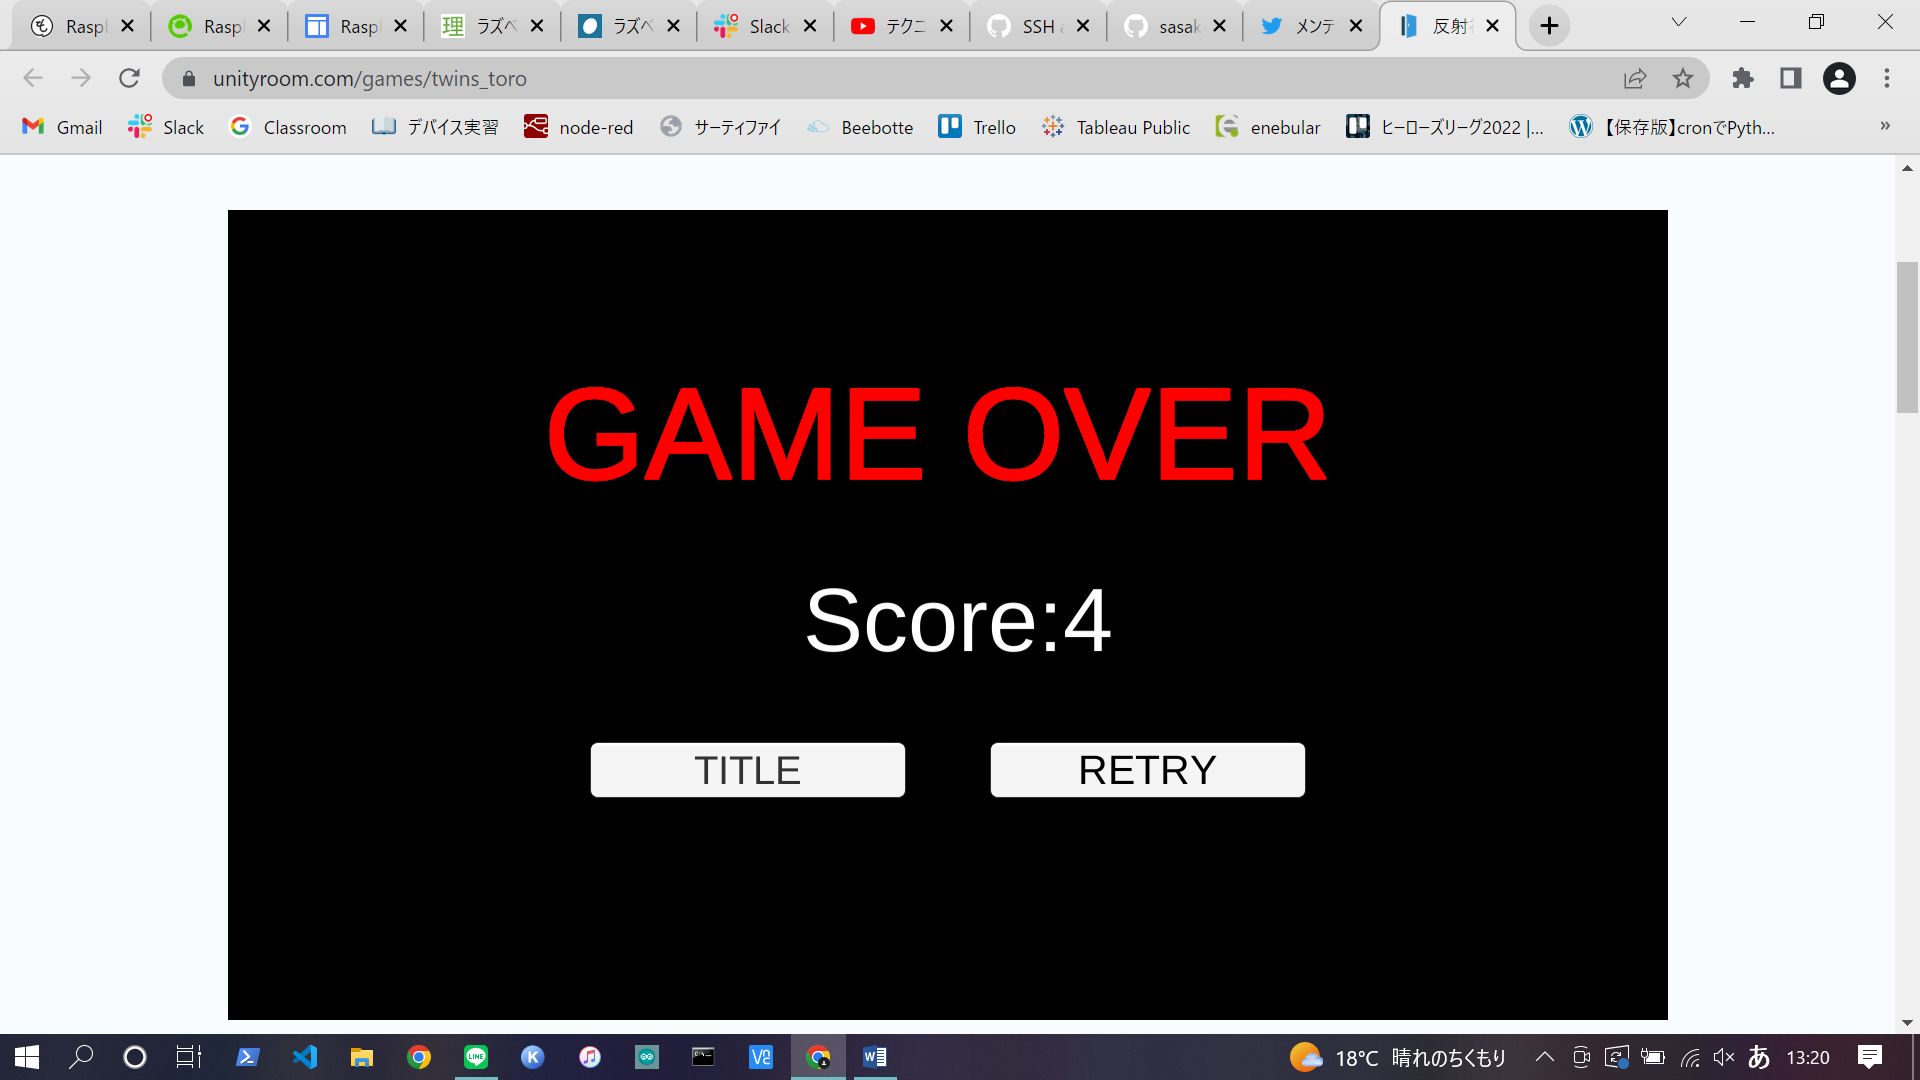 Raspl
Raspl
Raspl
ラズベ
ラズベ
Slack
テクニ
SSH a
sasak
メンテ
反射神
unityroom.com/games/twins_toro
Gmail
Slack
Classroom
デバイス実習
node-red
サーティファイ
Beebotte
Trello
Tableau Public
enebular
ヒーローズリーグ2022 |...
【保存版】cronでPyth...
GAME OVER
Score:4
TITLE
RETRY
18°C 晴れのちくもり
あ
13:20